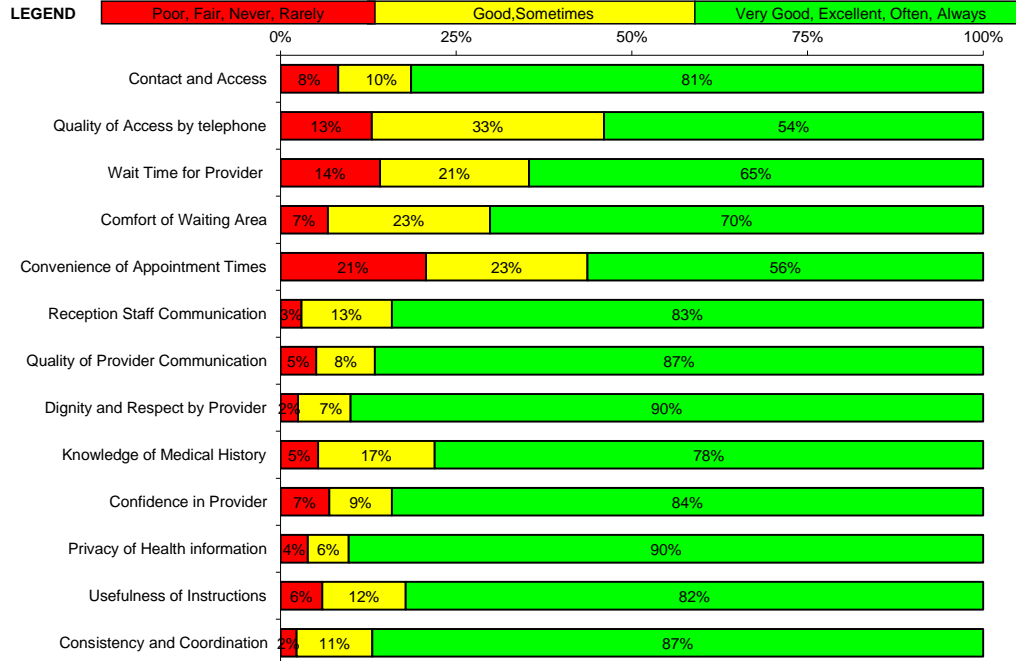 LEGEND Poor, Fair, Never, Rarely Good,Sometimes Very Good, Excellent, Often, Always
0% 25% 50% 75% 100%
Contact and Access 8% 10% 81%
Quality of Access by telephone 13% 33% 54%
Wait Time for Provider 14% 21% 65%
Comfort of Waiting Area 7% 23% 70%
Convenience of Appointment Times 21% 23% 56%
Reception Staff Communication 3% 13% 83%
Quality of Provider Communication 5% 8% 87%
Dignity and Respect by Provider 2% 7% 90%
Knowledge of Medical History 5% 17% 78%
Confidence in Provider 7% 9% 84%
Privacy of Health information 4% 6% 90%
Usefulness of Instructions 6% 12% 82%
Consistency and Coordination 2% 11% 87%